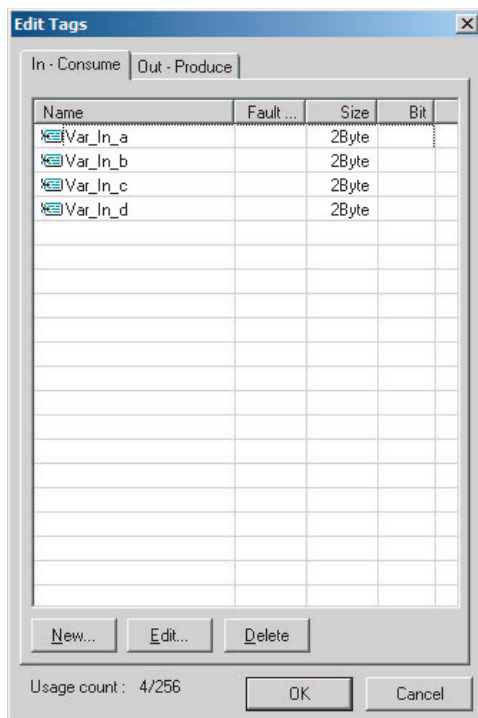 Edit Tags
In - Consume Out - Produce
Name Fault ... Size Bit
Var_In_a 2Byte
Var_In_b 2Byte
Var_In_c 2Byte
Var_In_d 2Byte
New... Edit... Delete
Usage count : 4/256 OK Cancel